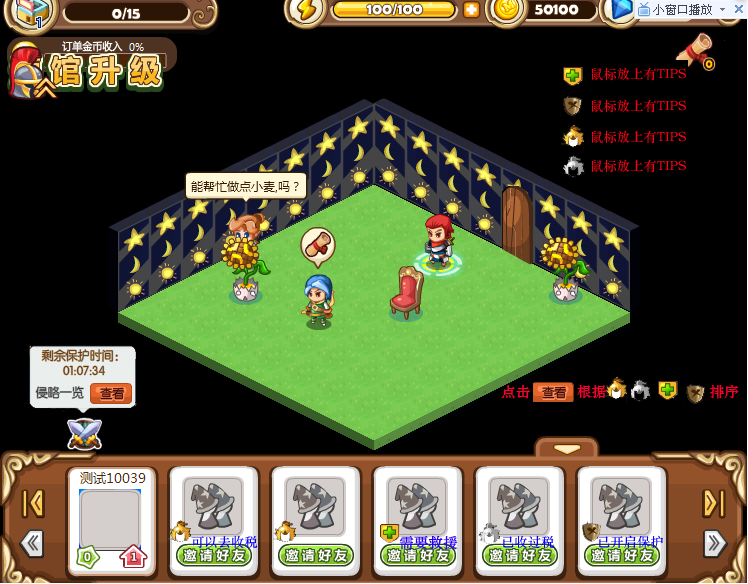 1
0/15
100/100
50100
小窗口播放
订单金币收入 0%
馆升级
0
鼠标放上有TIPS
鼠标放上有TIPS
鼠标放上有TIPS
鼠标放上有TIPS
能帮忙做点小麦,吗？
剩余保护时间:
01:07:34
侵略一览 查看
点击 查看 根据 排序
测试10039
0 1
可以去收税
邀请好友
邀请好友
需要救援
邀请好友
已收过税
邀请好友
已开启保护
邀请好友